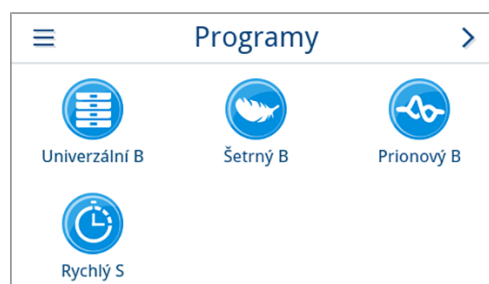 Programy
Univerzální B
Šetrný B
Prionový B
Rychlý S